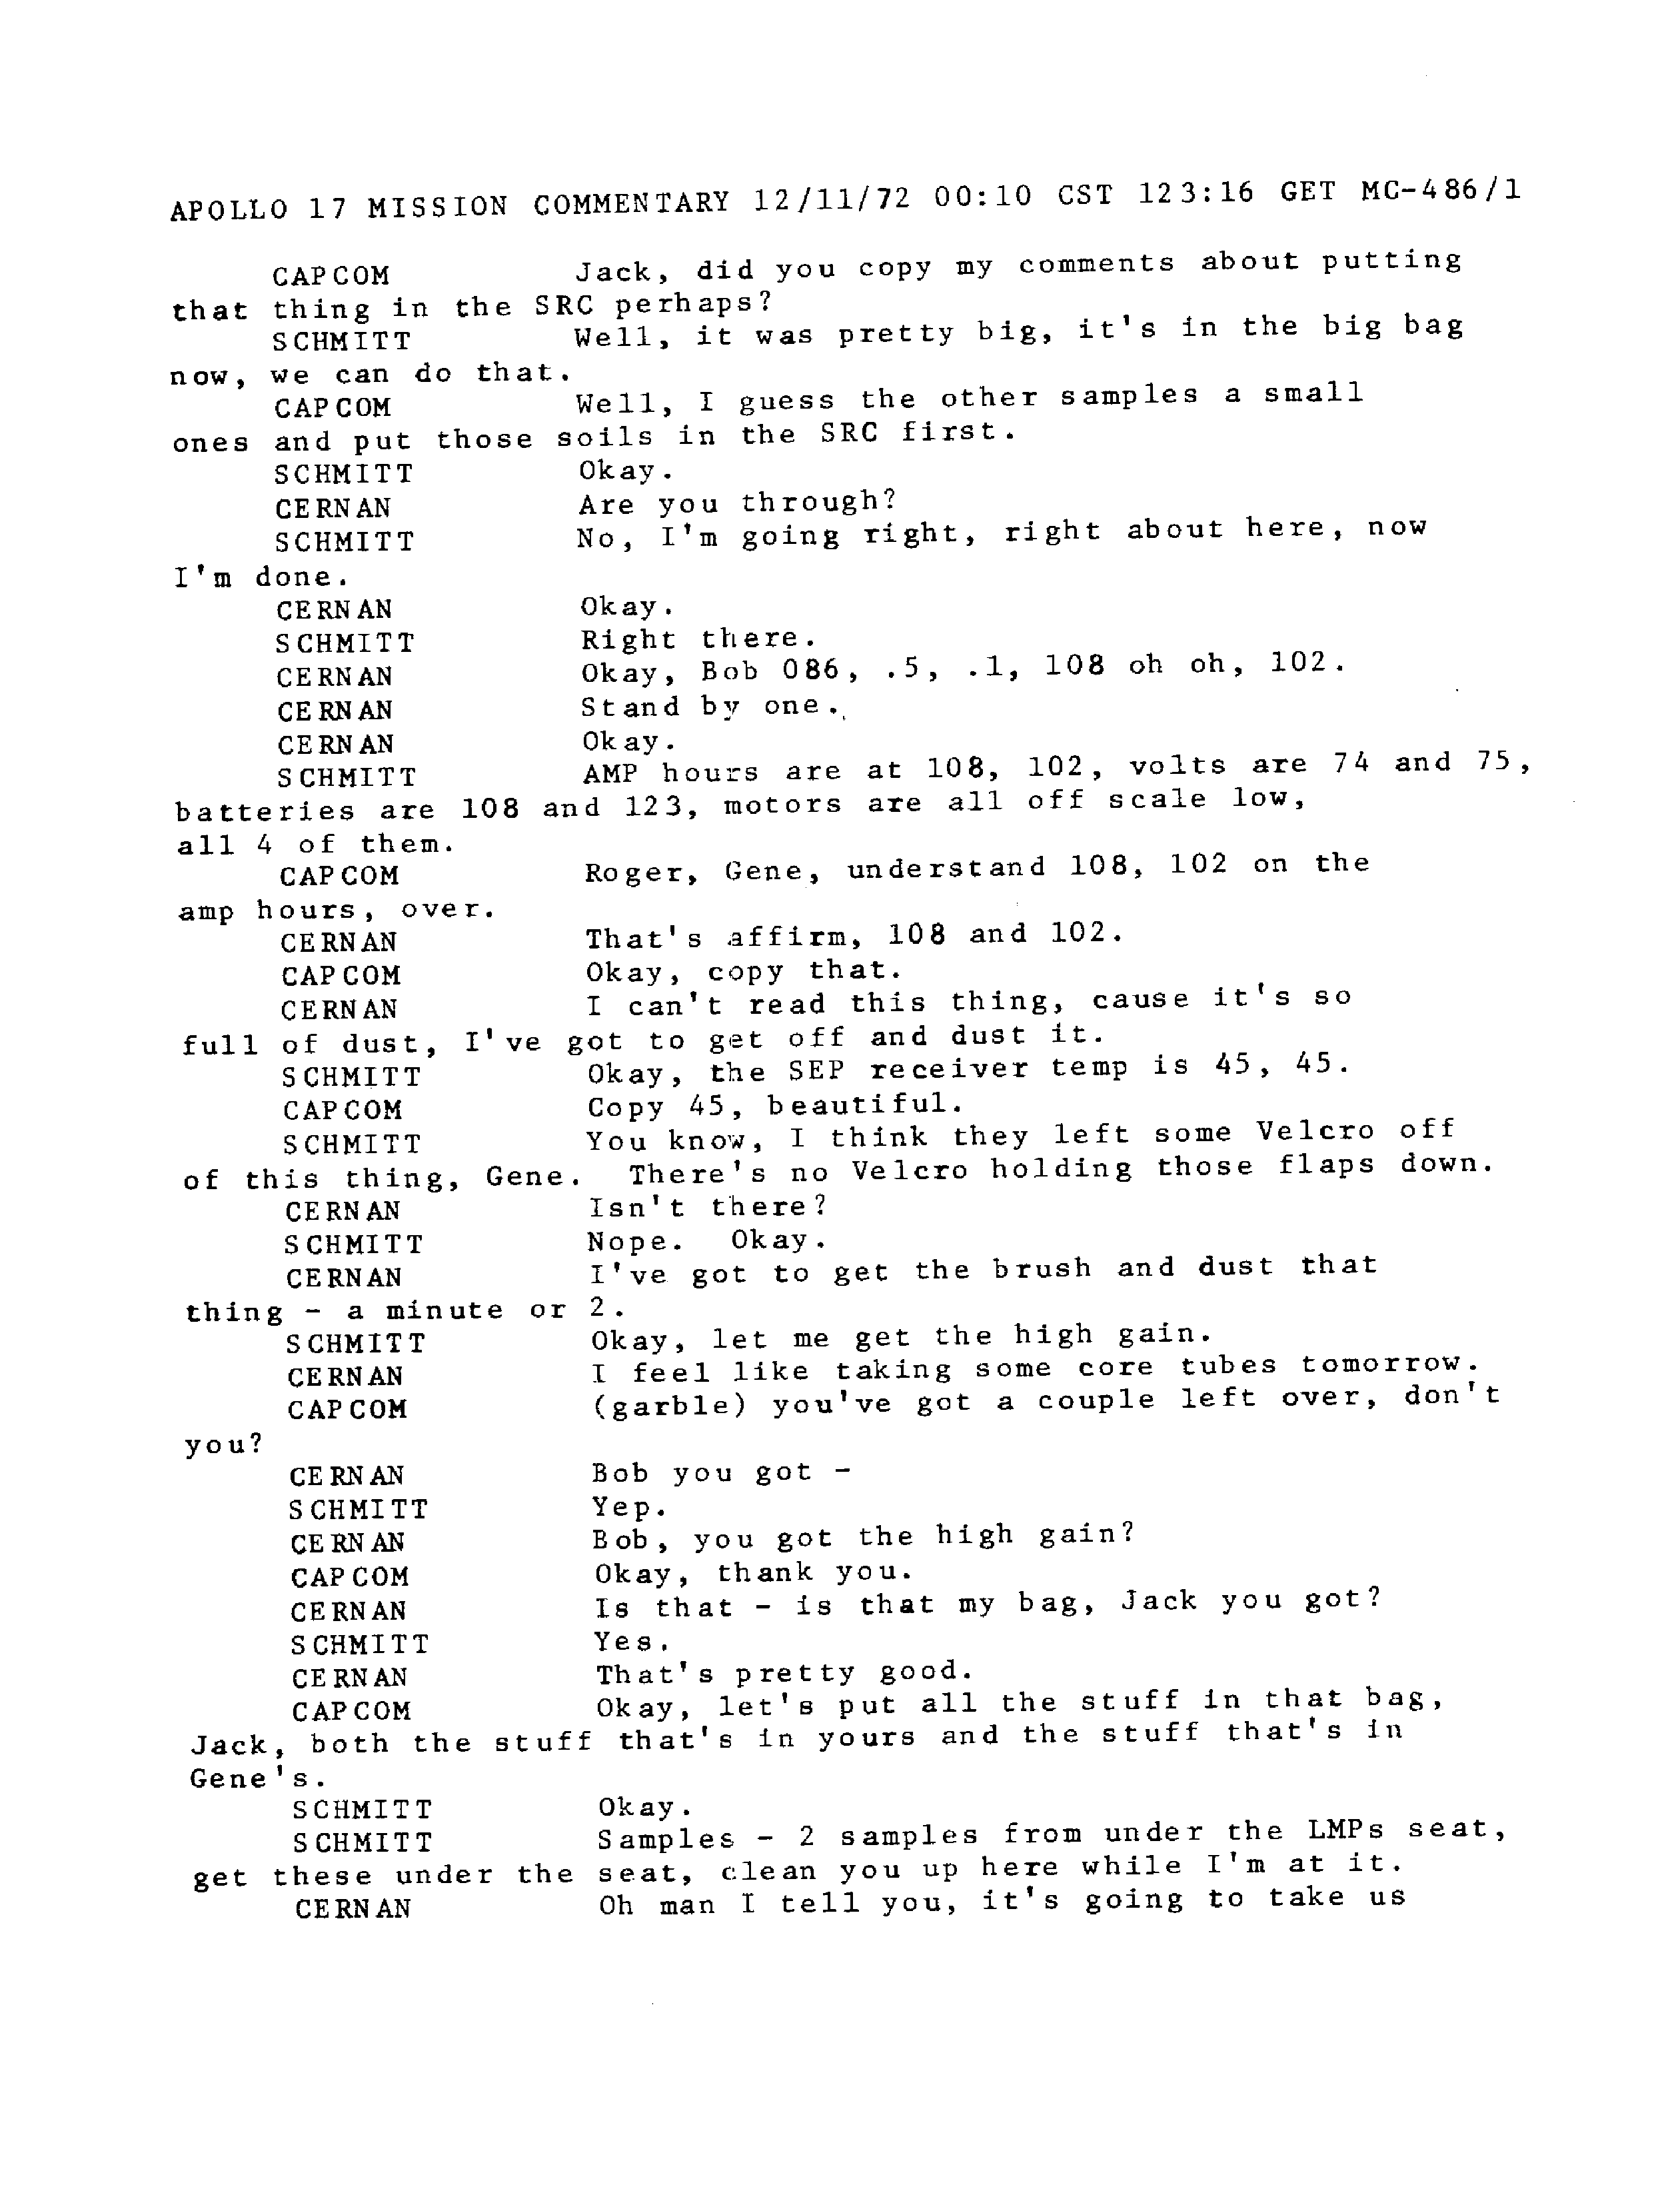 APOLLO 17 MISSION COMMENTARY 12/11/72 00:10 CST 123:16 GET MC-486/1
CAPCOM Jack, did you copy my comments about putting
that thing in the SRC perhaps?
SCHMITT Well, it was pretty big, it's in the big bag
now, we can do that.
CAPCOM Well, I guess the other samples a small
ones and put those soils in the SRC first.
SCHMITT Okay.
CERNAN Are you through?
SCHMITT No, I'm going right, right about here, now
I'm done.
CERNAN Okay.
SCHMITT Right there.
CERNAN Okay, Bob 086, .5, .1, 108 oh oh, 102.
CERNAN Stand by one.
CERNAN Okay.
SCHMITT AMP hours are at 108, 102, volts are 74 and 75,
batteries are 108 and 123, motors are all off scale low,
all 4 of them.
CAPCOM Roger, Gene, understand 108, 102 on the
amp hours, over.
CERNAN That's affirm, 108 and 102.
CAPCOM Okay, copy that.
CERNAN I can't read this thing, cause it's so
full of dust, I've got to get off and dust it.
SCHMITT Okay, the SEP receiver temp is 45, 45.
CAPCOM Copy 45, beautiful.
SCHMITT You know, I think they left some Velcro off
of this thing, Gene. There's no Velcro holding those flaps down.
CERNAN Isn't there?
SCHMITT Nope. Okay.
CERNAN I've got to get the brush and dust that
thing - a minute or 2.
SCHMITT Okay, let me get the high gain.
CERNAN I feel like taking some core tubes tomorrow.
CAPCOM (garble) you've got a couple left over, don't
you?
CERNAN Bob you got -
SCHMITT Yep.
CERNAN Bob, you got the high gain?
CAPCOM Okay, thank you.
CERNAN Is that - is that my bag, Jack you got?
SCHMITT Yes.
CERNAN That's pretty good.
CAPCOM Okay, let's put all the stuff in that bag,
Jack, both the stuff that's in yours and the stuff that's in
Gene's.
SCHMITT Okay.
SCHMITT Samples - 2 samples from under the LMPs seat,
get these under the seat, clean you up here while I'm at it.
CERNAN Oh man I tell you, it's going to take us